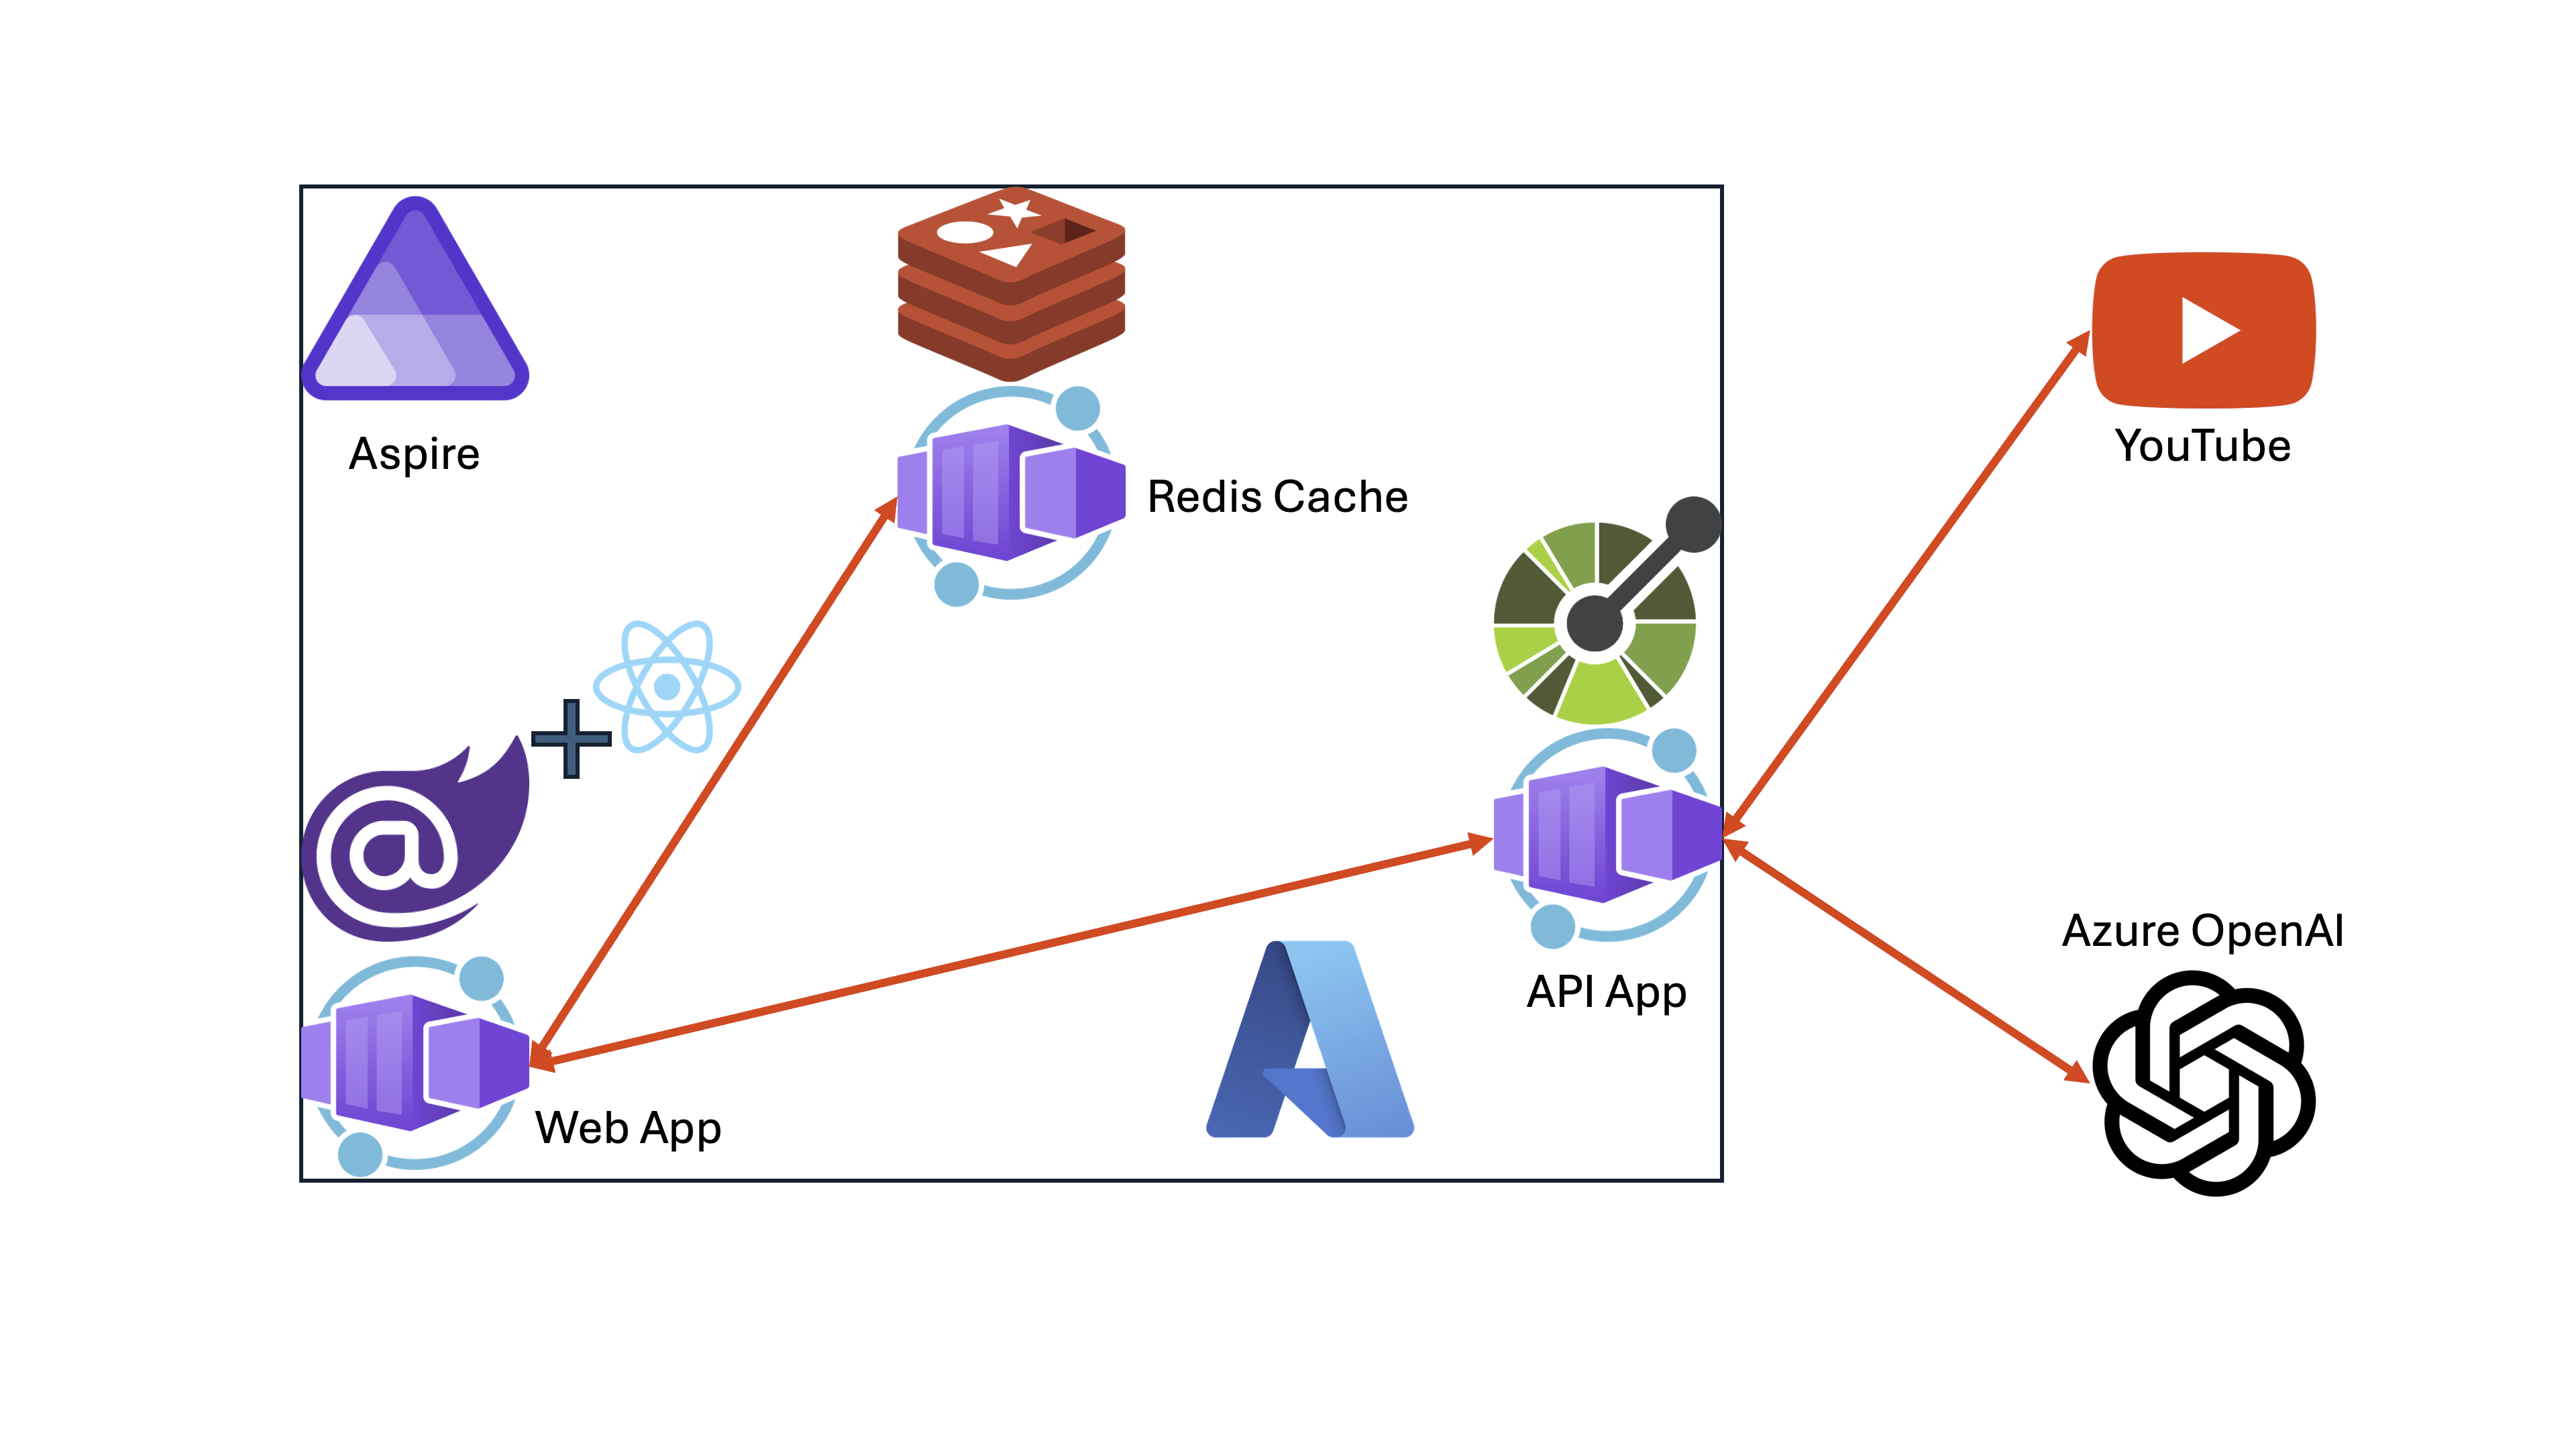 Aspire
Redis Cache
YouTube
Azure OpenAI
API App
Web App